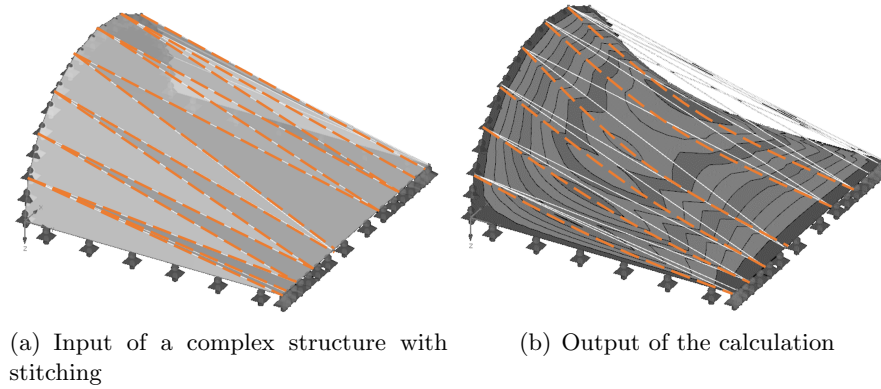 z
z
(a) Input of a complex structure with
stitching
(b) Output of the calculation